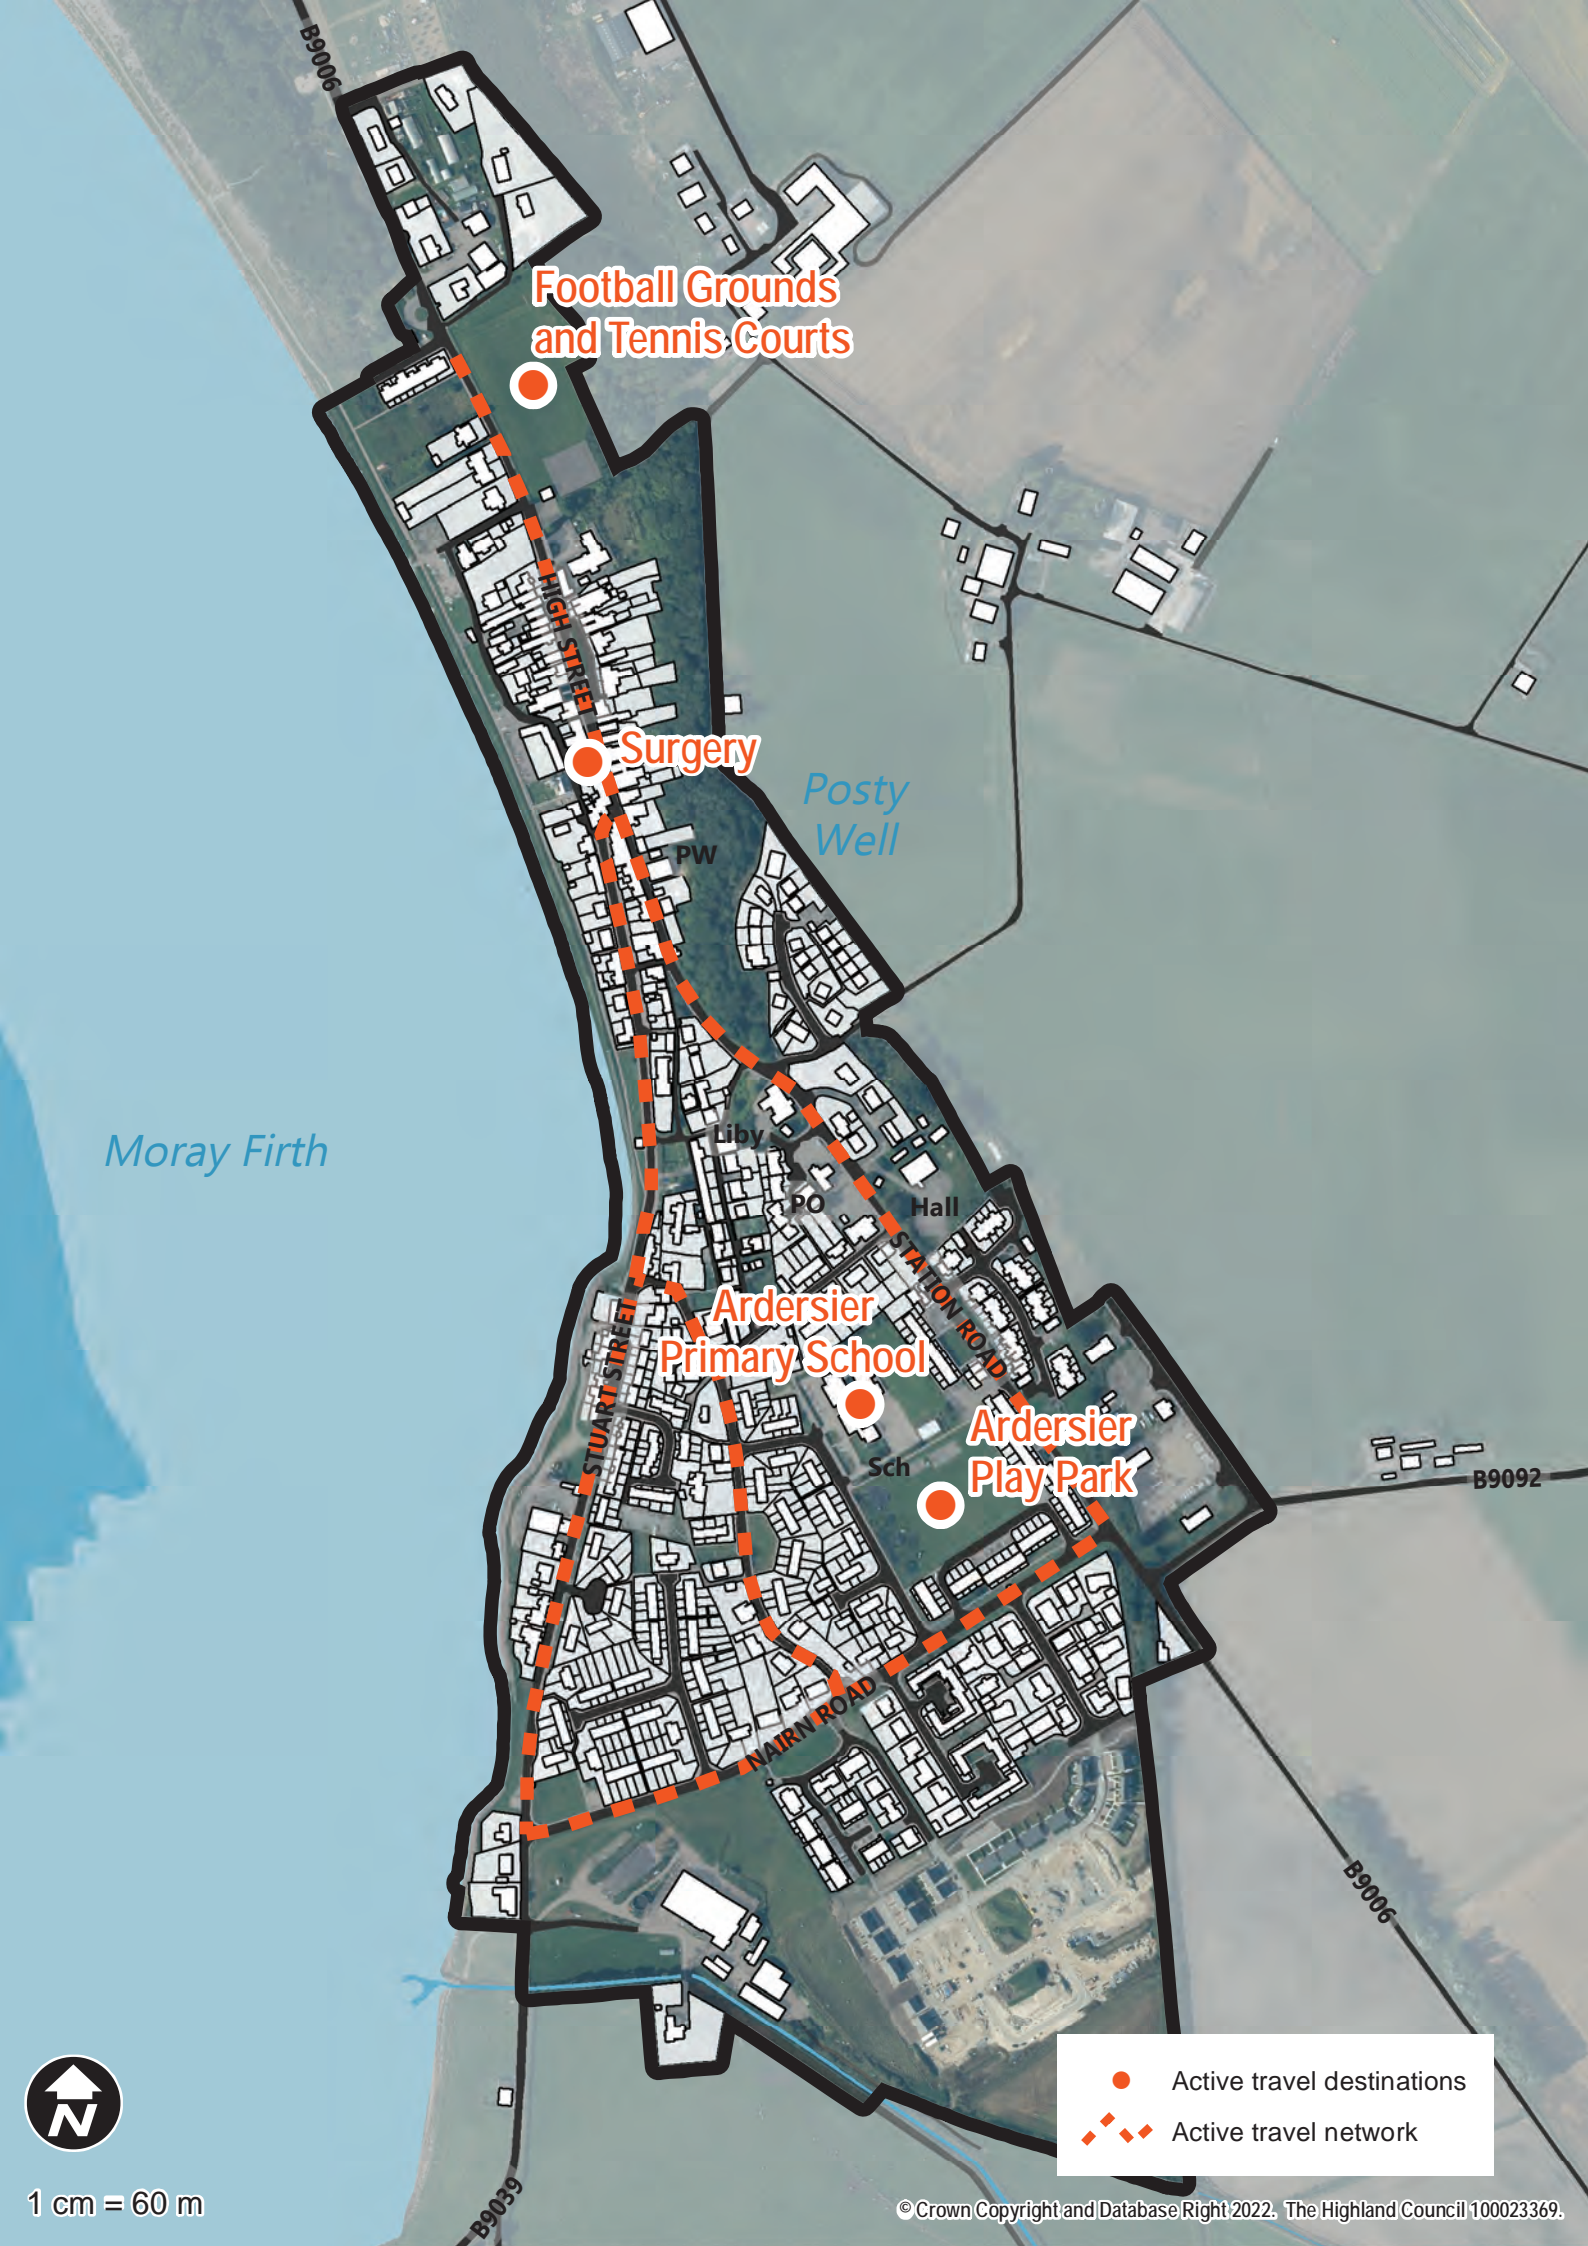 B9006
Football Grounds
and Tennis Courts
HIGH STREET
Surgery
Posty
Well
PW
Moray Firth
Liby
PO
Hall
STATION ROAD
Ardersier
Primary School
STUART STREET
Ardersier
Play Park
Sch
B9092
NAIRN ROAD
B9006
Active travel destinations
Active travel network
N
1 cm = 60 m
B9039
© Crown Copyright and Database Right 2022. The Highland Council 100023369.